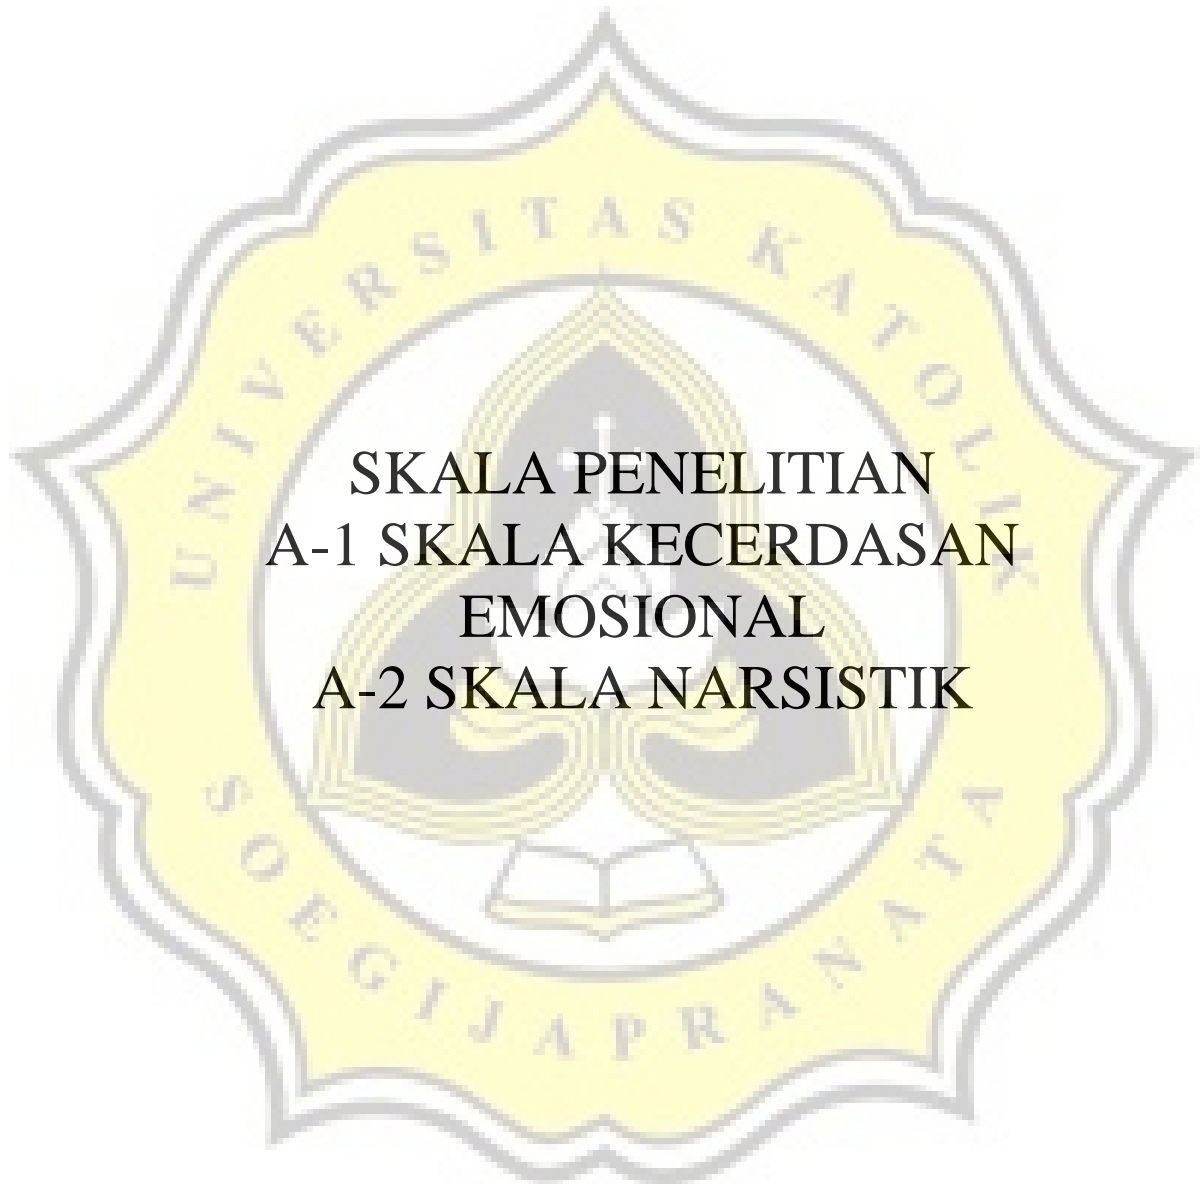 UNIVERSITAS KATOLIK
SKALA PENELITIAN
A-1 SKALA KECERDASAN
EMOSIONAL
A-2 SKALA NARSISTIK
SOEGIJAPRANATA